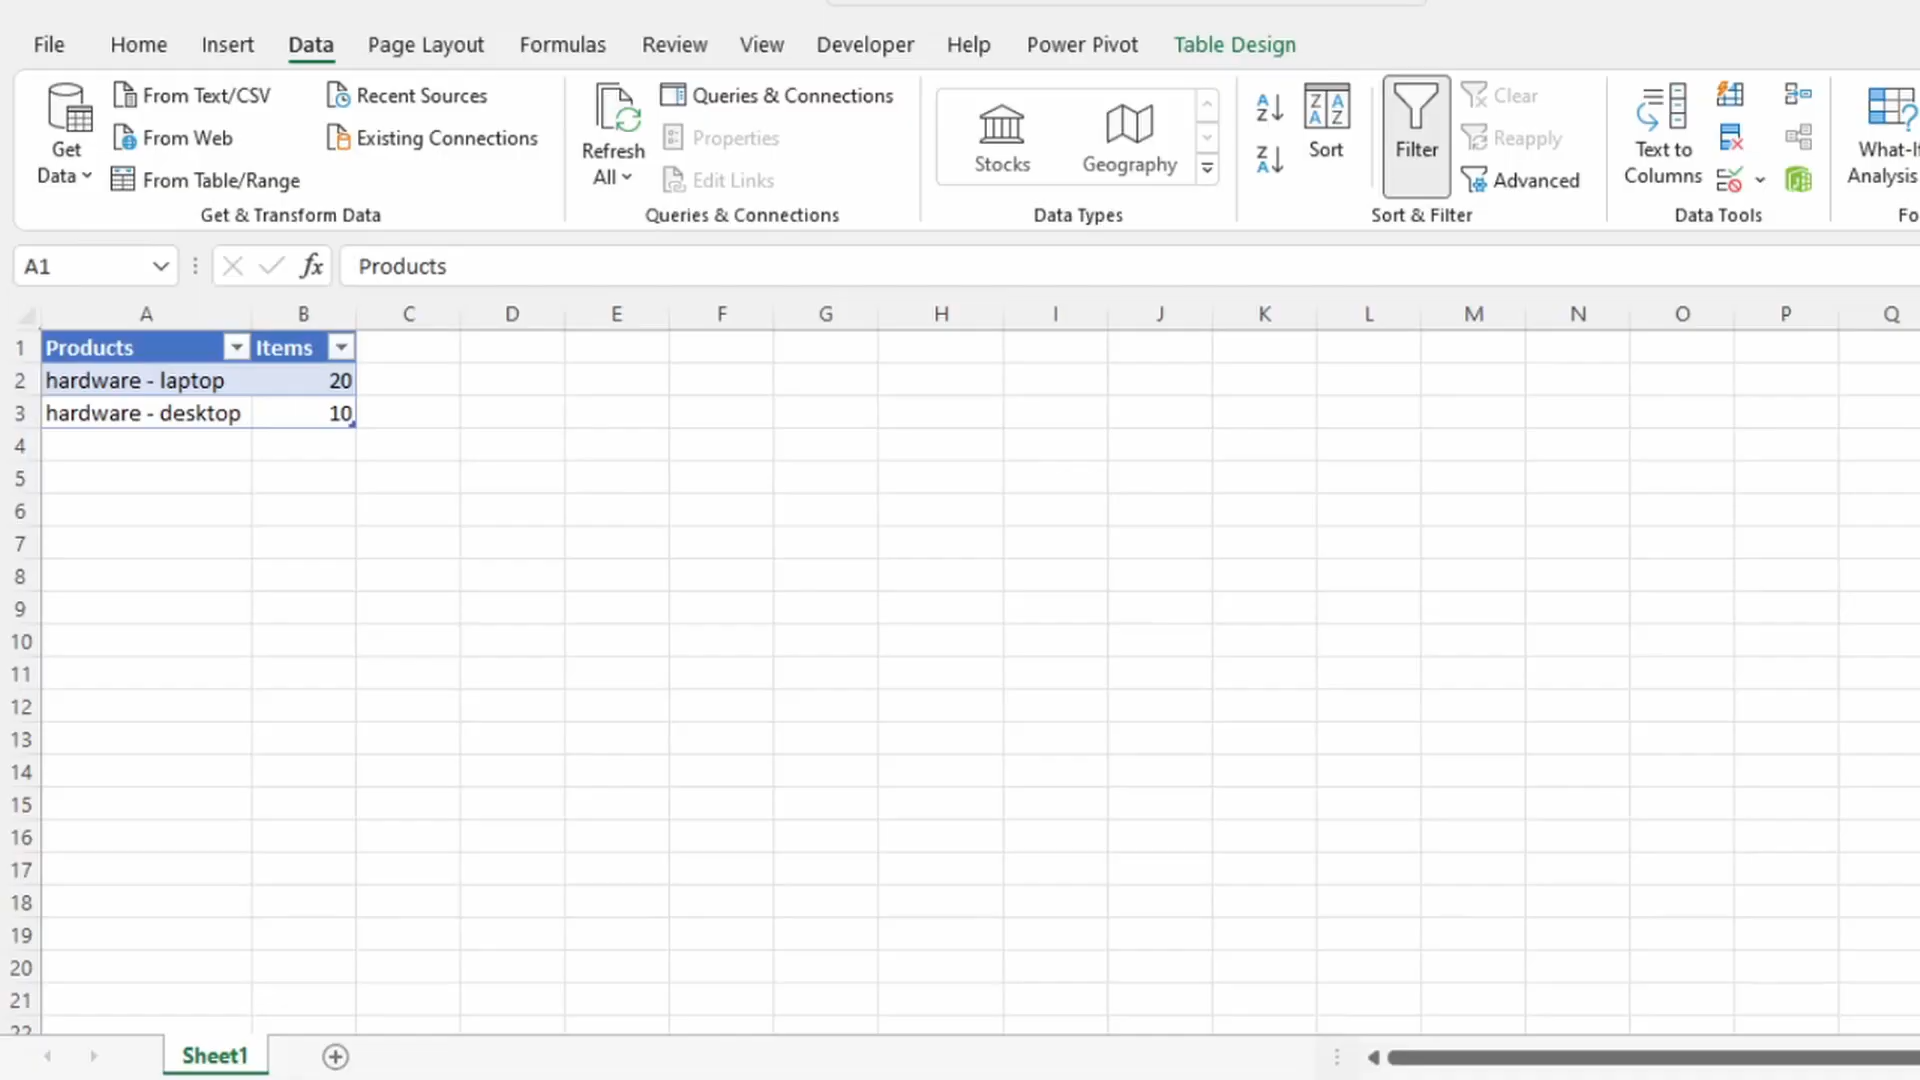 File Home Insert Data Page Layout Formulas Review View Developer Help Power Pivot Table Design
Get Data
From Text/CSV
From Web
From Table/Range
Recent Sources
Existing Connections
Get & Transform Data
Refresh All
Queries & Connections
Properties
Edit Links
Queries & Connections
Stocks
Geography
Data Types
Sort
Filter
Clear
Reapply
Advanced
Sort & Filter
Text to
Columns
Data Tools
What-If
Analysis
Fo
A1 fx Products
A B C D E F G H I J K L M N O P Q
1 Products Items
2 hardware - laptop 20
3 hardware - desktop 10
4
5
6
7
8
9
10
11
12
13
14
15
16
17
18
19
20
21
22
Sheet1